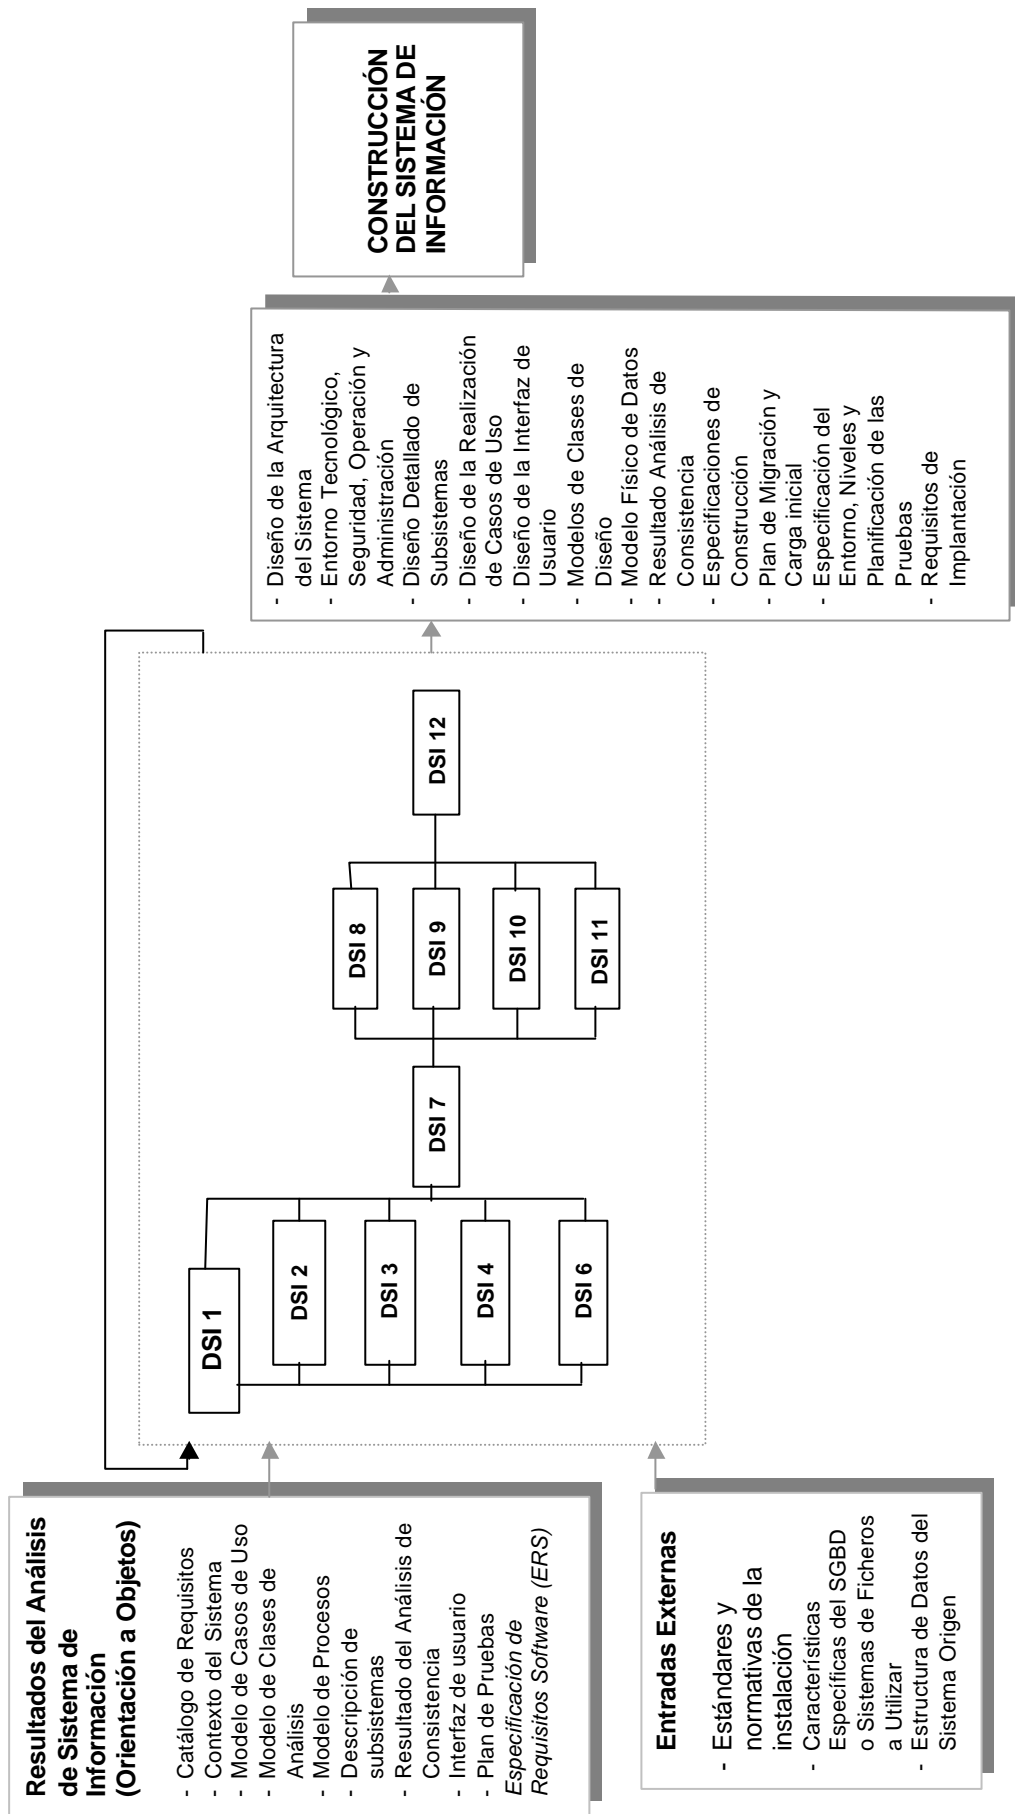 Resultados del Análisis
de Sistema de
Información
(Orientación a Objetos)
- Catálogo de Requisitos
- Contexto del Sistema
- Modelo de Casos de Uso
- Modelo de Clases de
Análisis
- Modelo de Procesos
- Descripción de
subsistemas
- Resultado del Análisis de
Consistencia
- Interfaz de usuario
- Plan de Pruebas
Especificación de
Requisitos Software (ERS)
Entradas Externas
- Estándares y
normativas de la
instalación
- Características
Específicas del SGBD
o Sistemas de Ficheros
a Utilizar
- Estructura de Datos del
Sistema Origen
DSI 1
DSI 2
DSI 3
DSI 4
DSI 6
DSI 7
DSI 8
DSI 9
DSI 10
DSI 11
DSI 12
- Diseño de la Arquitectura
del Sistema
- Entorno Tecnológico,
Seguridad, Operación y
Administración
- Diseño Detallado de
Subsistemas
- Diseño de la Realización
de Casos de Uso
- Diseño de la Interfaz de
Usuario
- Modelos de Clases de
Diseño
- Modelo Físico de Datos
- Resultado Análisis de
Consistencia
- Especificaciones de
Construcción
- Plan de Migración y
Carga inicial
- Especificación del
Entorno, Niveles y
Planificación de las
Pruebas
- Requisitos de
Implantación
CONSTRUCCIÓN
DEL SISTEMA DE
INFORMACIÓN